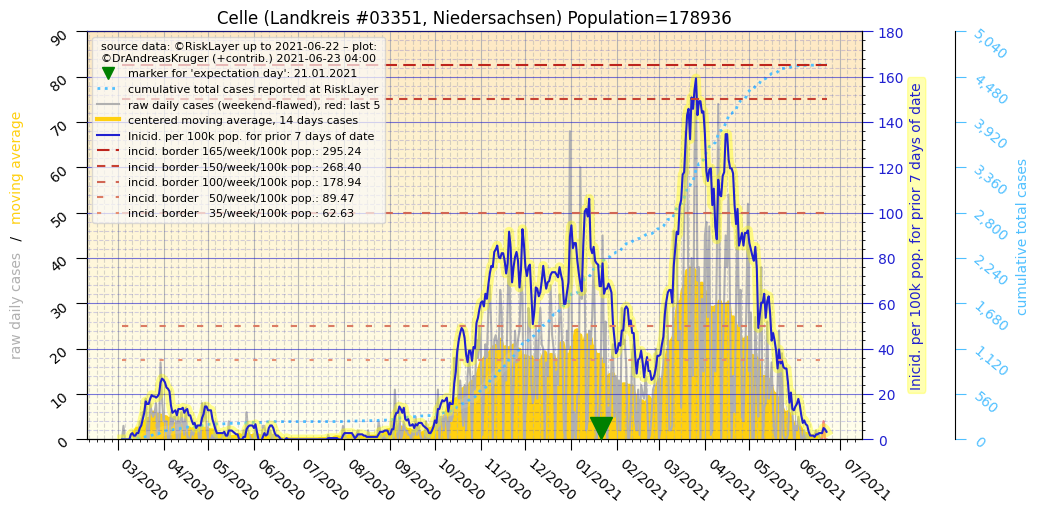 Celle (Landkreis #03351, Niedersachsen) Population=178936
source data: ©RiskLayer up to 2021-06-22 – plot:
©DrAndreasKruger (+contrib.) 2021-06-23 04:00
marker for 'expectation day': 21.01.2021
cumulative total cases reported at RiskLayer
raw daily cases (weekend-flawed), red: last 5
centered moving average, 14 days cases
Inicid. per 100k pop. for prior 7 days of date
incid. border 165/week/100k pop.: 295.24
incid. border 150/week/100k pop.: 268.40
incid. border 100/week/100k pop.: 178.94
incid. border   50/week/100k pop.: 89.47
incid. border   35/week/100k pop.: 62.63
raw daily cases   /   moving average
90
80
70
60
50
40
30
20
10
0
180
160
140
120
100
80
60
40
20
0
Inicid. per 100k pop. for prior 7 days of date
5,040
4,480
3,920
3,360
2,800
2,240
1,680
1,120
560
0
cumulative total cases
03/2020
04/2020
05/2020
06/2020
07/2020
08/2020
09/2020
10/2020
11/2020
12/2020
01/2021
02/2021
03/2021
04/2021
05/2021
06/2021
07/2021